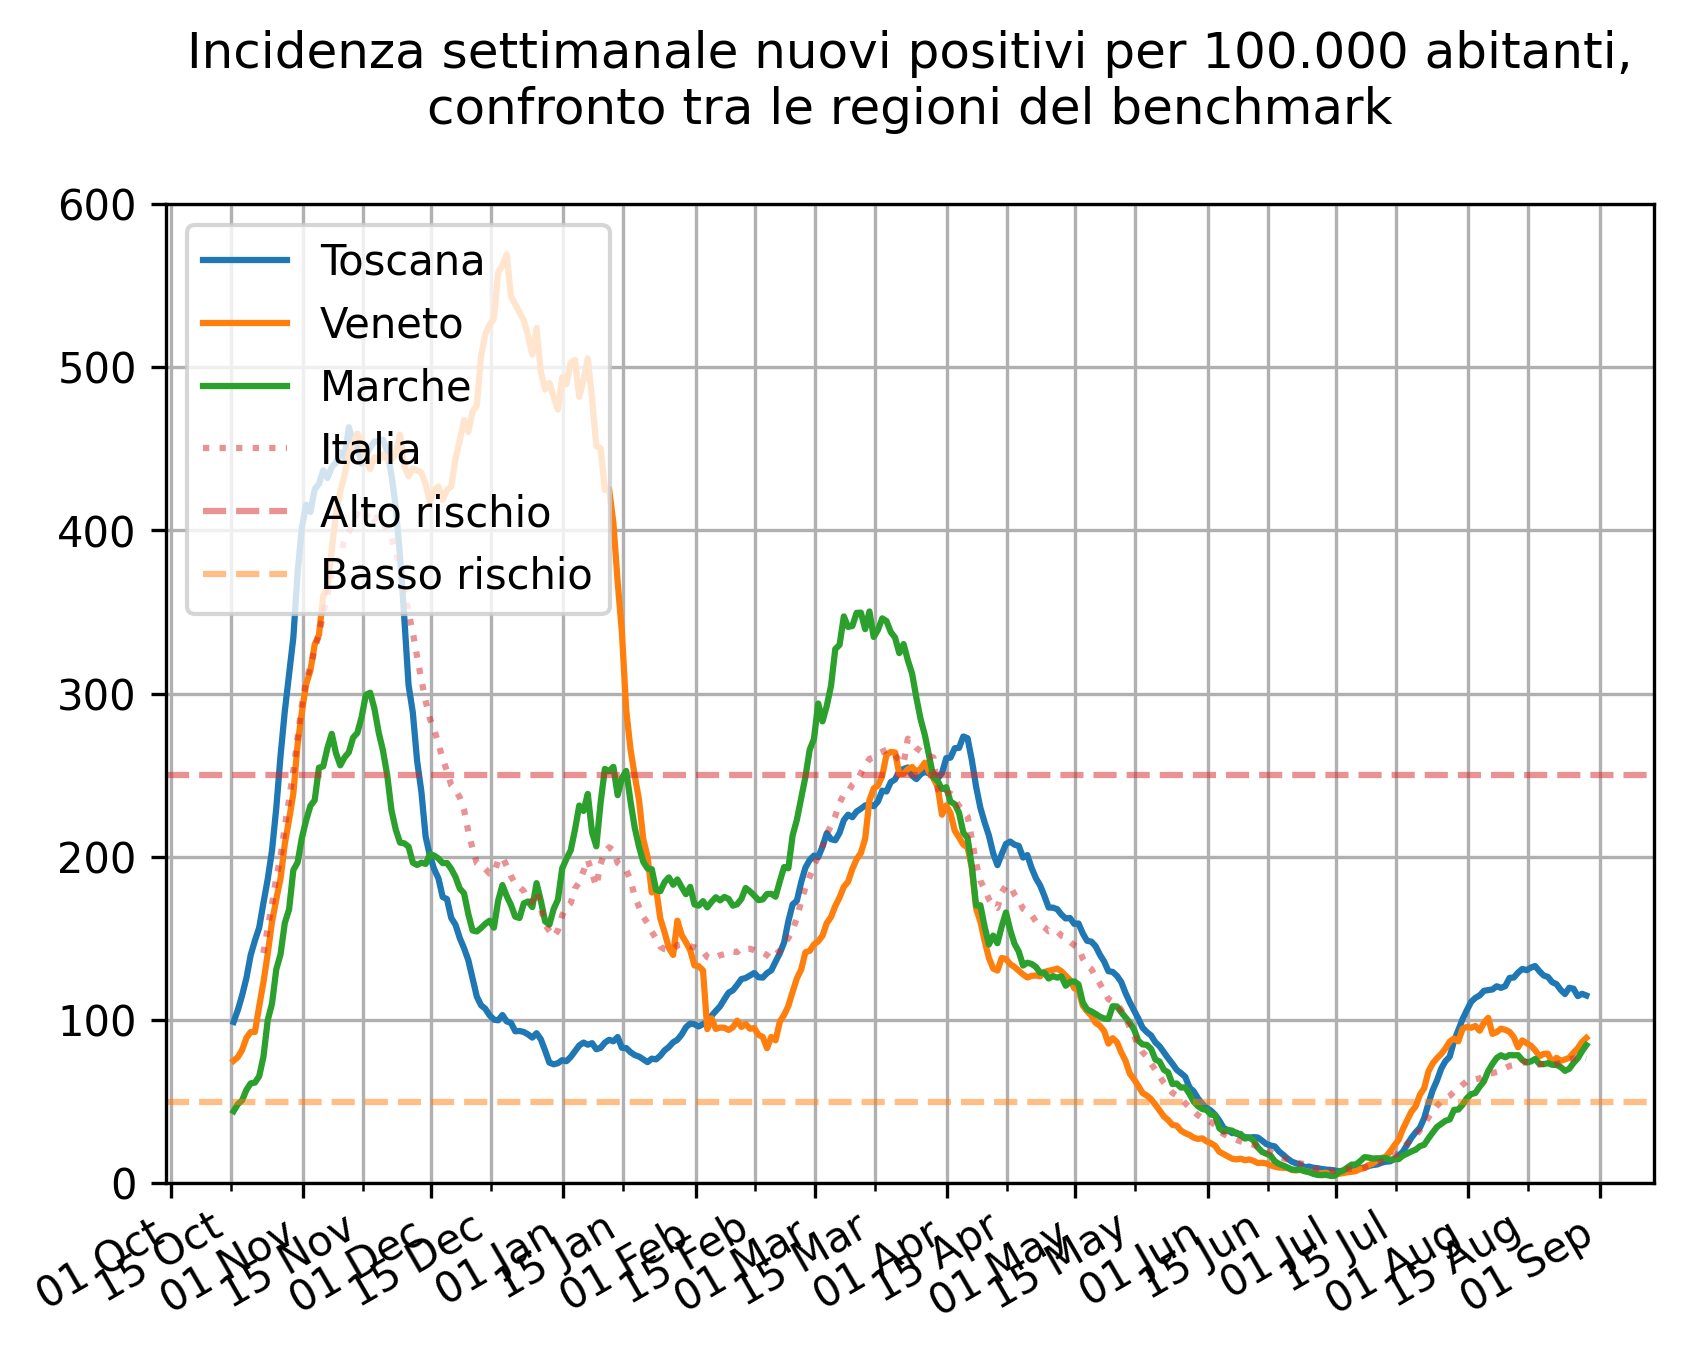 Incidenza settimanale nuovi positivi per 100.000 abitanti,
confronto tra le regioni del benchmark
600
500
400
300
200
100
0
Toscana
Veneto
Marche
Italia
Alto rischio
Basso rischio
01 Oct
15 Oct
01 Nov
15 Nov
01 Dec
15 Dec
01 Jan
15 Jan
01 Feb
15 Feb
01 Mar
15 Mar
01 Apr
15 Apr
01 May
15 May
01 Jun
15 Jun
01 Jul
15 Jul
01 Aug
15 Aug
01 Sep